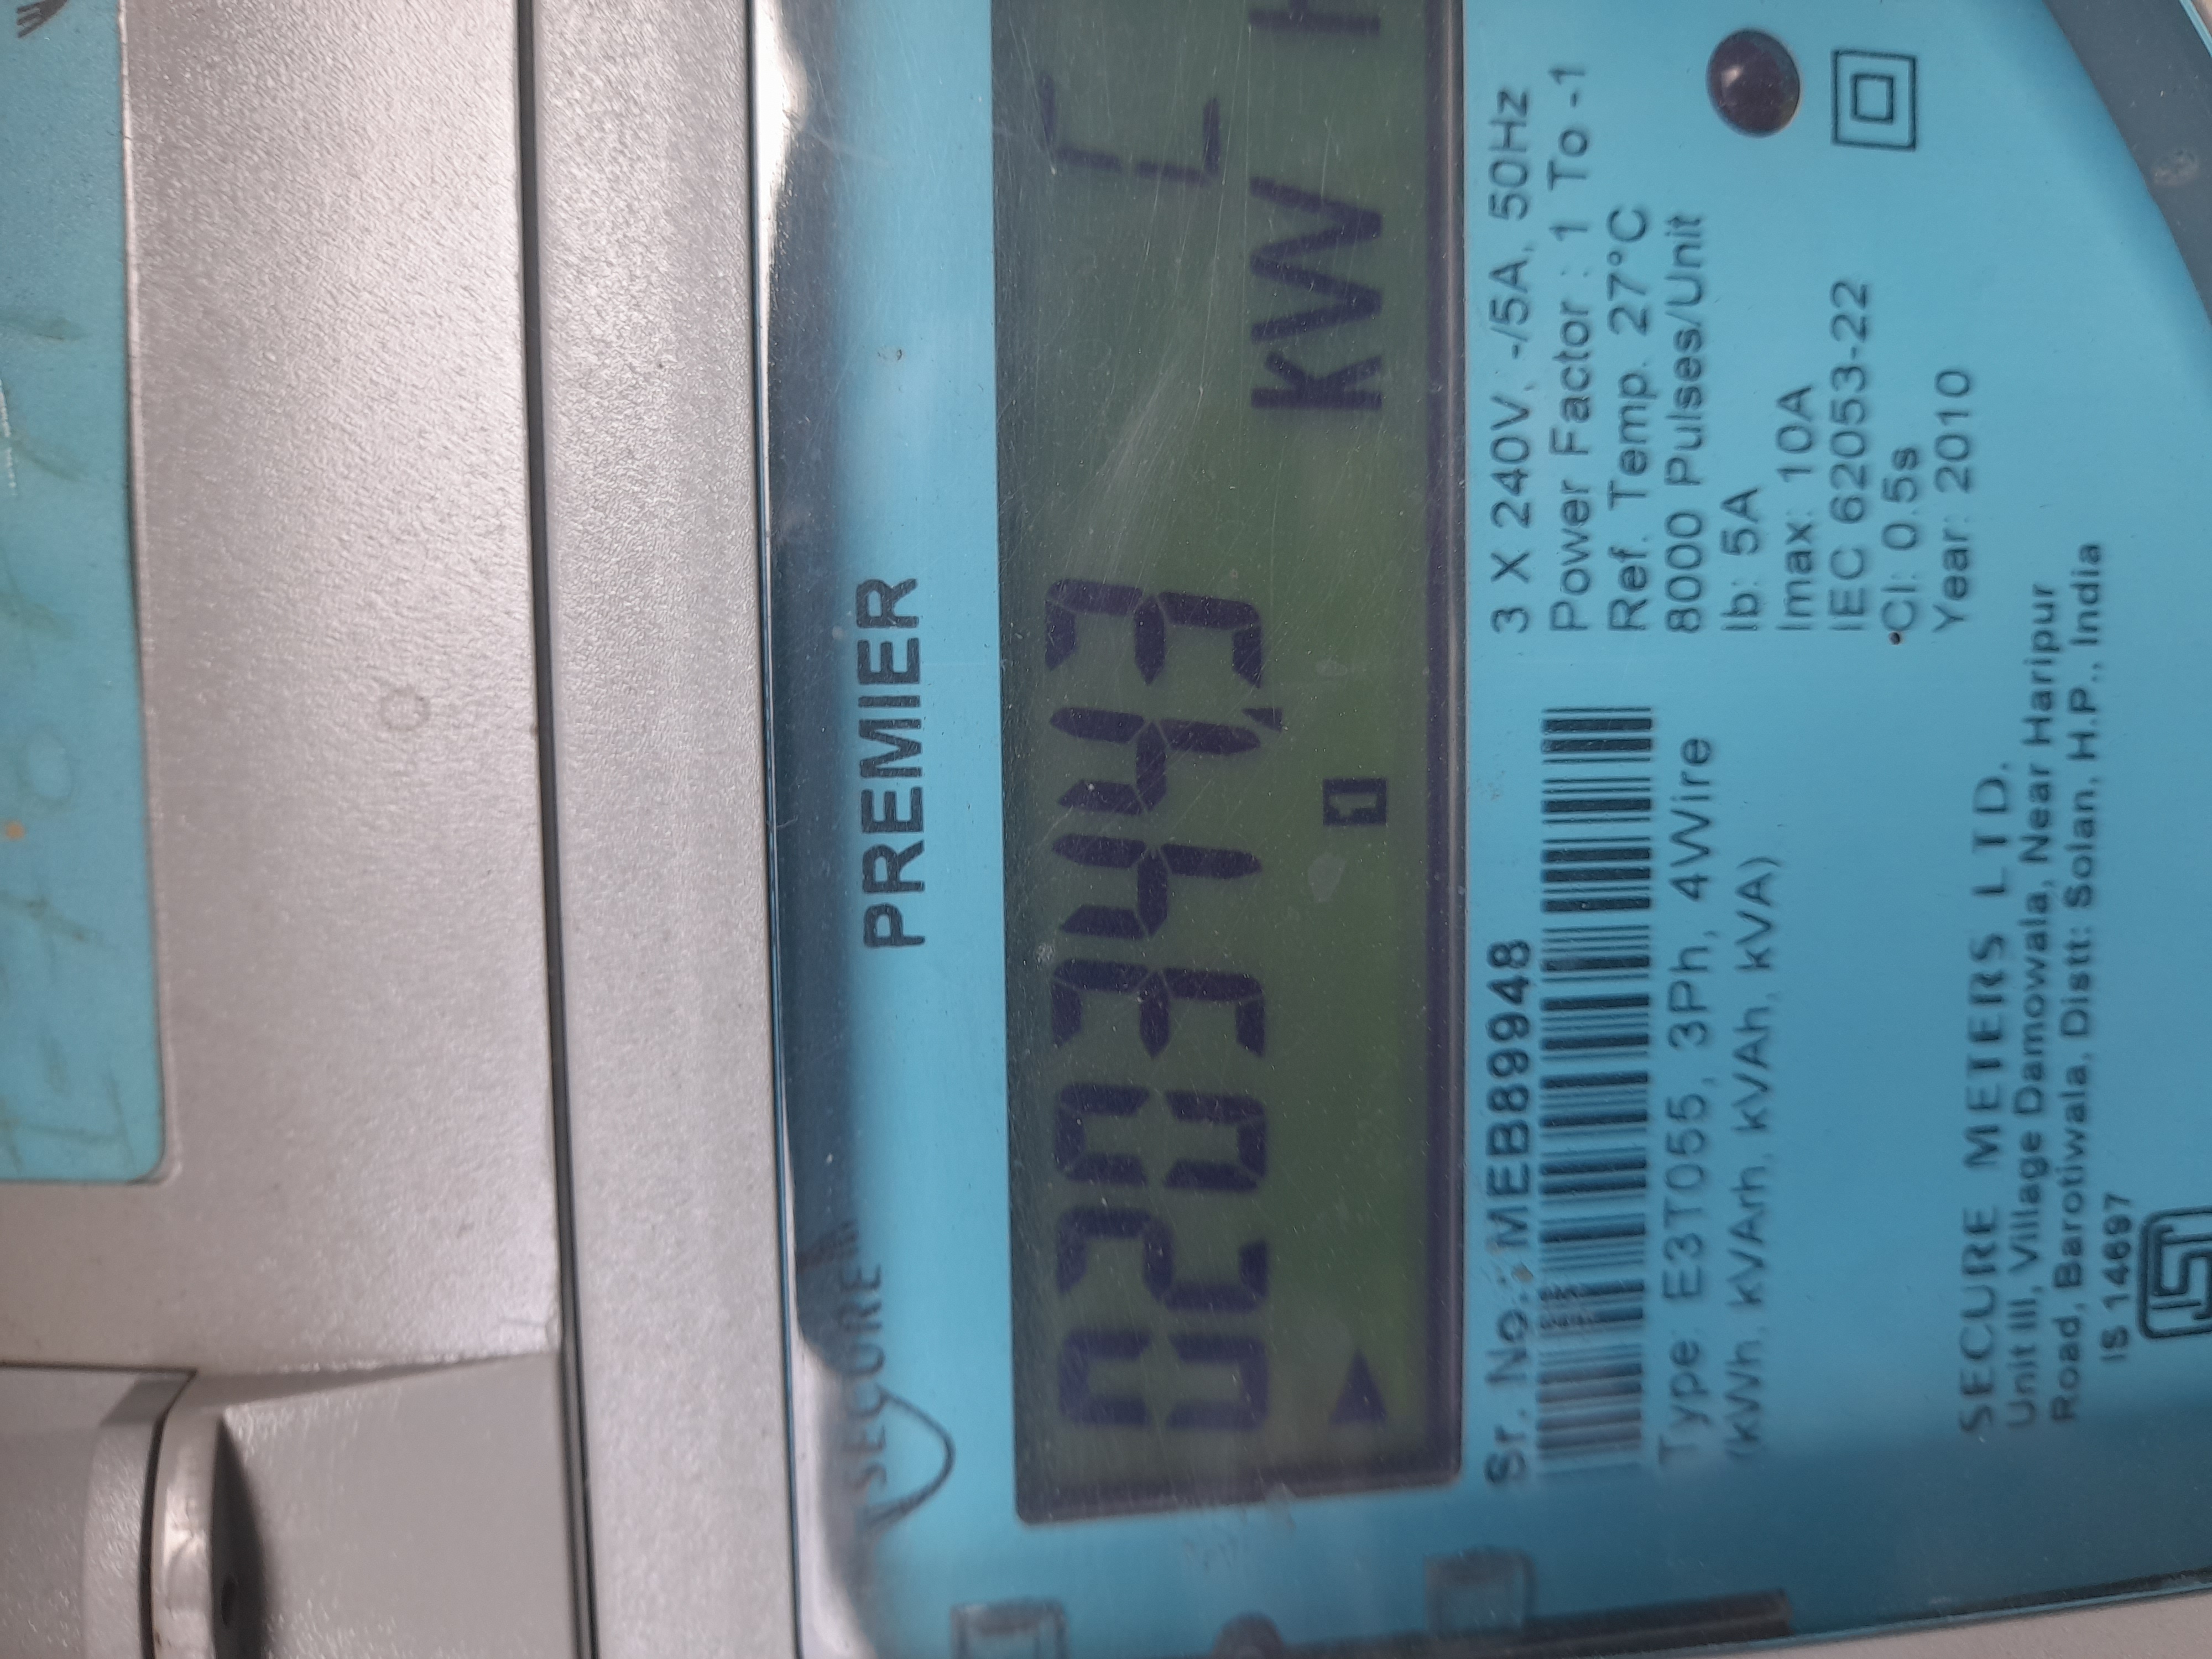 SECURE PREMIER
020344.3
1
kW
Sr. No.: MEB89948
Type: E3T055, 3Ph, 4Wire
(kWh, kVArh, kVAh, kVA)
3 X 240V, -/5A, 50Hz
Power Factor : 1 To -1
Ref. Temp. 27°C
8000 Pulses/Unit
Ib: 5A
Imax: 10A
IEC 62053-22
Cl: 0.5s
Year: 2010
SECURE METERS LTD.
Unit III, Village Damowala, Near Haripur
Road, Barotiwala, Distt: Solan, H.P., India
IS 14697